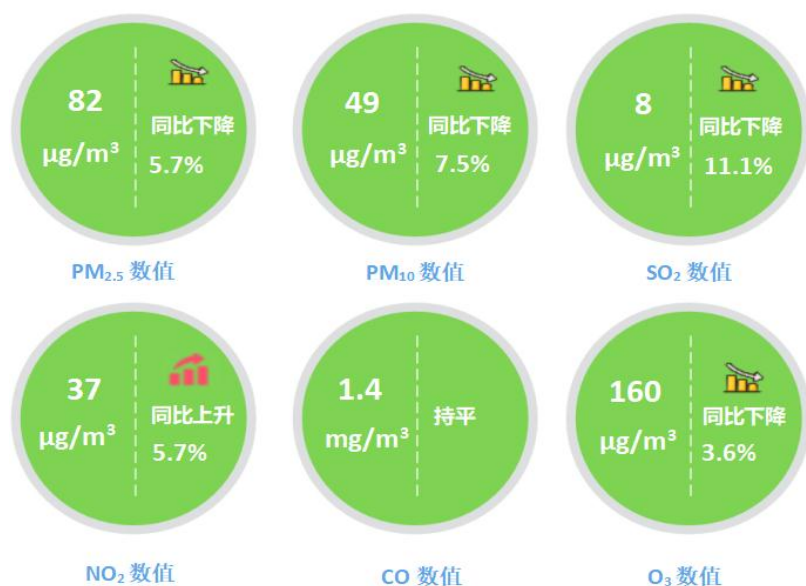 82
μg/m³
同比下降
5.7%
PM₂.₅ 数值
49
μg/m³
同比下降
7.5%
PM₁₀ 数值
8
μg/m³
同比下降
11.1%
SO₂ 数值
37
μg/m³
同比上升
5.7%
NO₂ 数值
1.4
mg/m³
持平
CO 数值
160
μg/m³
同比下降
3.6%
O₃ 数值